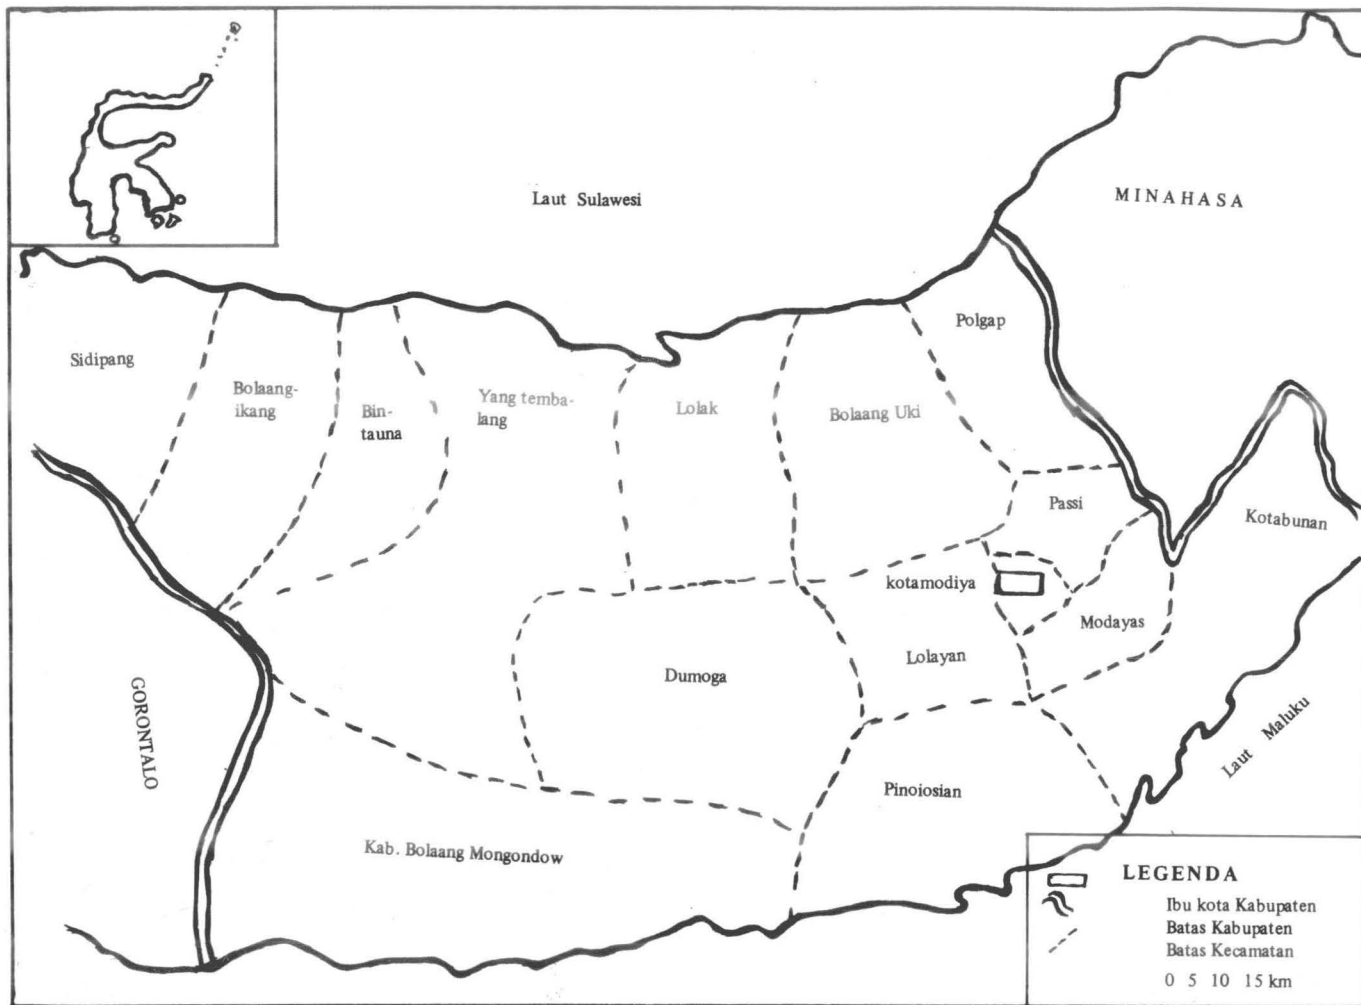 Laut Sulawesi
MINAHASA
Polgap
Sidipang
Bolaang-
ikang
Bin-
tauna
Yang temba-
lang
Lolak
Bolaang Uki
Passi
Kotabunan
kotamodiya
Modayas
Lolayan
Dumoga
GORONTALO
Laut Maluku
Pinoiosian
Kab. Bolaang Mongondow
LEGENDA
Ibu kota Kabupaten
Batas Kabupaten
Batas Kecamatan
0 5 10 15 km